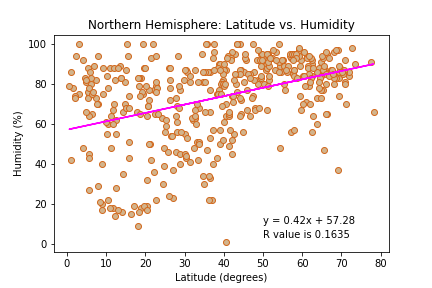 Northern Hemisphere: Latitude vs. Humidity
100
80
60
40
20
0
Humidity (%)
y = 0.42x + 57.28
R value is 0.1635
0 10 20 30 40 50 60 70 80
Latitude (degrees)